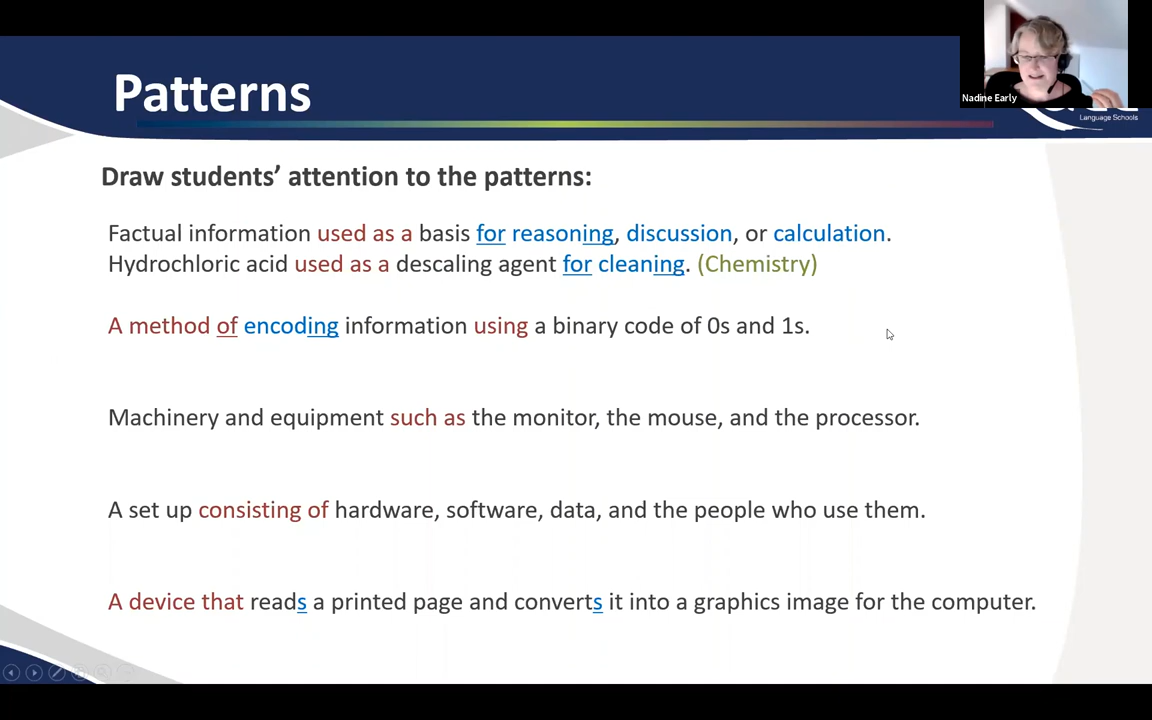 Patterns
Nadine Early
Language Schools
Draw students’ attention to the patterns:
Factual information used as a basis for reasoning, discussion, or calculation.
Hydrochloric acid used as a descaling agent for cleaning. (Chemistry)
A method of encoding information using a binary code of 0s and 1s.
Machinery and equipment such as the monitor, the mouse, and the processor.
A set up consisting of hardware, software, data, and the people who use them.
A device that reads a printed page and converts it into a graphics image for the computer.